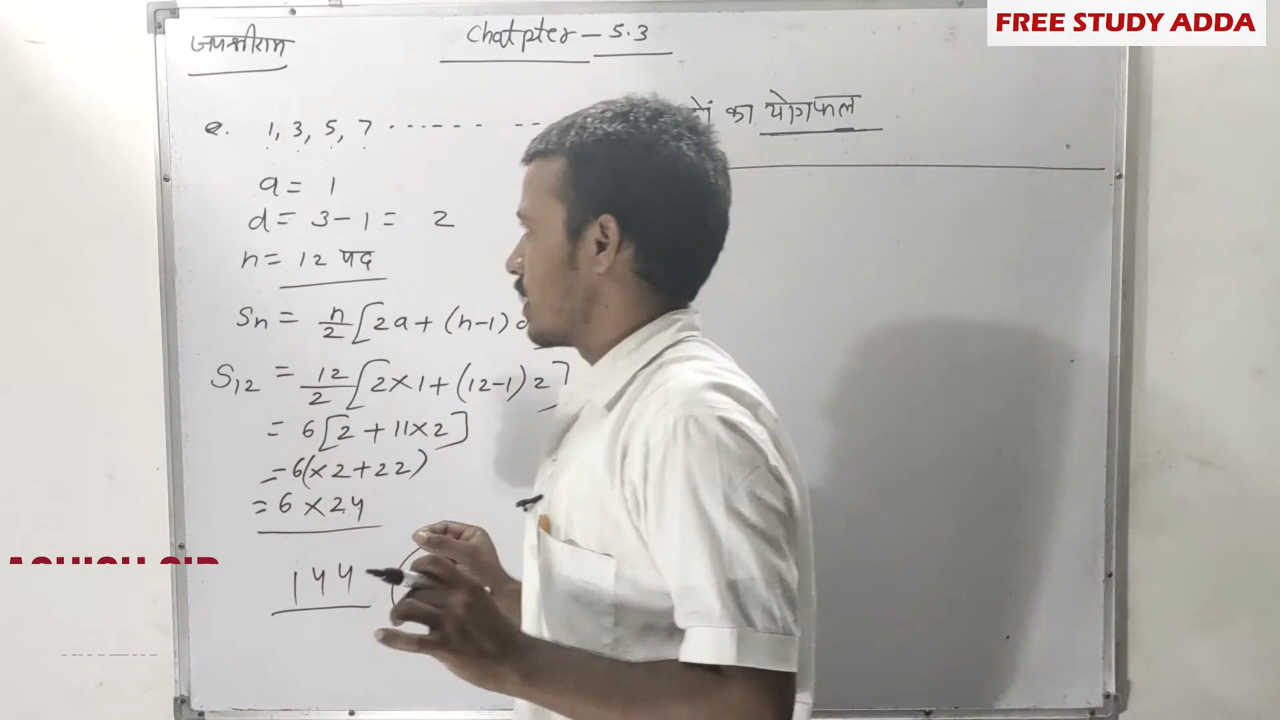 FREE STUDY ADDA
जयश्रीराम
Chatpter - 5.3
Q. 1, 3, 5, 7 ------- -- का योगफल
a = 1
d = 3-1 = 2
n = 12 पद
Sn = n/2 [2a + (n-1)
S12 = 12/2 [2×1 + (12-1) 2]
= 6[2 + 11×2]
= 6(×2+22)
= 6 × 24
144